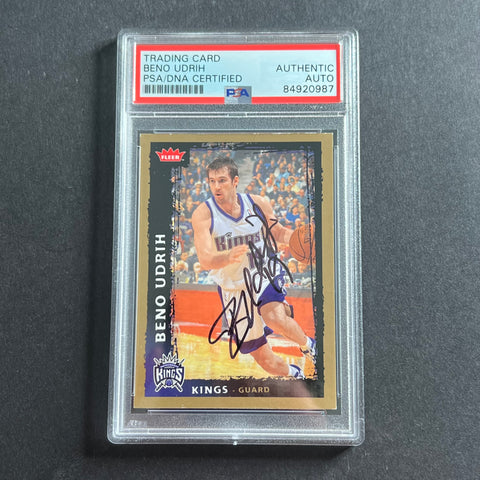 TRADING CARD
BENO UDRIH
PSA/DNA CERTIFIED
AUTHENTIC
AUTO
84920987
PSA
FLEER
KINGS
BENO UDRIH
KINGS
KINGS - GUARD